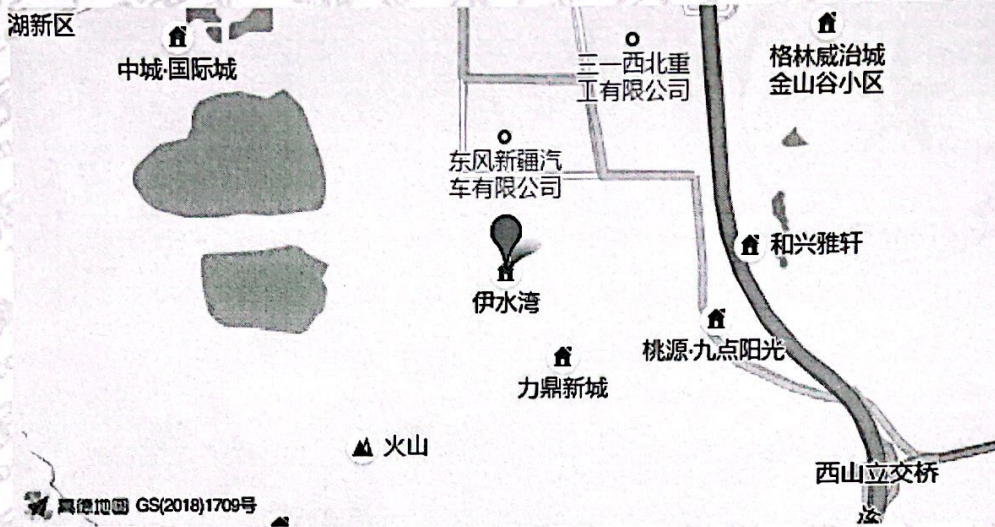 湖新区
中城·国际城
三一西北重
工有限公司
格林威治城
金山谷小区
东风新疆汽
车有限公司
和兴雅轩
伊水湾
桃源·九点阳光
力鼎新城
火山
西山立交桥
高德地图 GS(2018)1709号